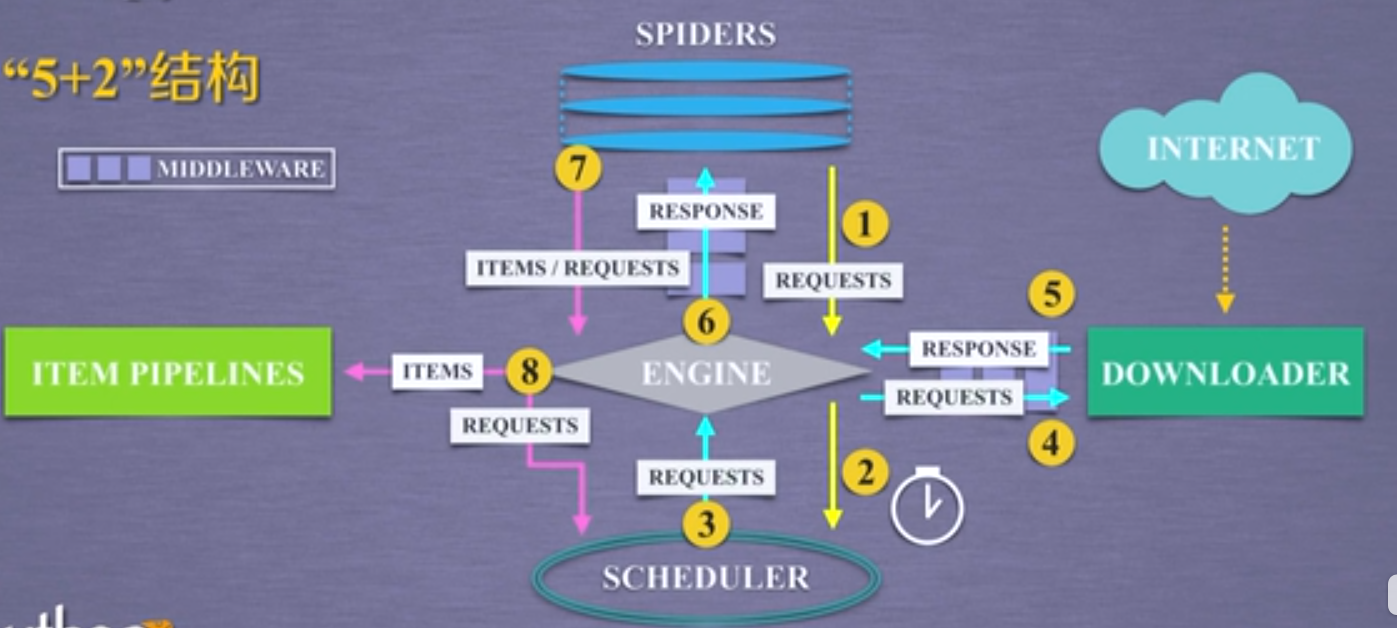 SPIDERS
“5+2”结构
MIDDLEWARE
INTERNET
7
RESPONSE
1
ITEMS / REQUESTS
REQUESTS
5
6
RESPONSE
ITEM PIPELINES
ITEMS
8
ENGINE
DOWNLOADER
REQUESTS
REQUESTS
4
REQUESTS
2
3
SCHEDULER